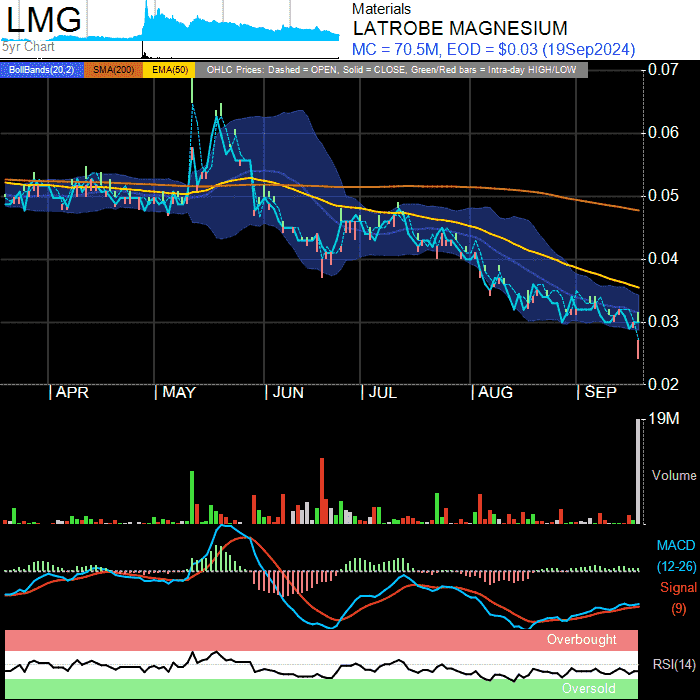 LMG
Materials
LATROBE MAGNESIUM
5yr Chart
MC = 70.5M, EOD = $0.03 (19Sep2024)
BollBands(20,2) SMA(200) EMA(50) OHLC Prices: Dashed = OPEN, Solid = CLOSE, Green/Red bars = Intra-day HIGH/LOW
0.07
0.06
0.05
0.04
0.03
0.02
APR MAY JUN JUL AUG SEP
19M
Volume
MACD
(12-26)
Signal
(9)
Overbought
RSI(14)
Oversold